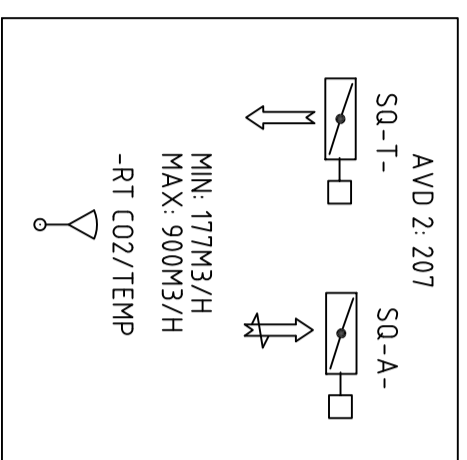 AVD 2: 207
SQ-T-
SQ-A-
MIN: 177M3/H
MAX: 900M3/H
-RT CO2/TEMP